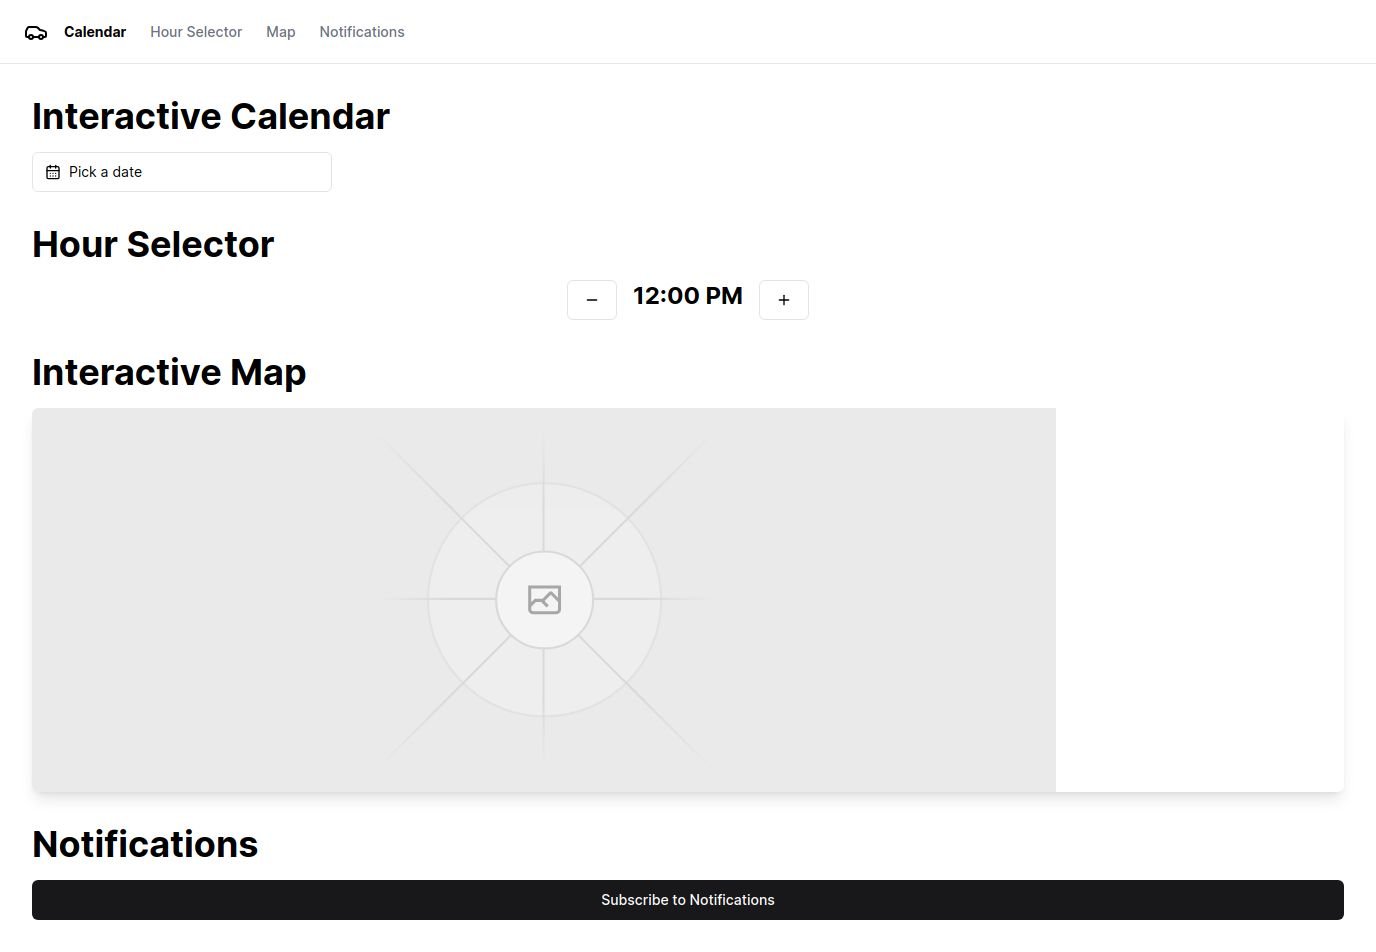 Calendar Hour Selector Map Notifications
Interactive Calendar
Pick a date
Hour Selector
12:00 PM
Interactive Map
Notifications
Subscribe to Notifications